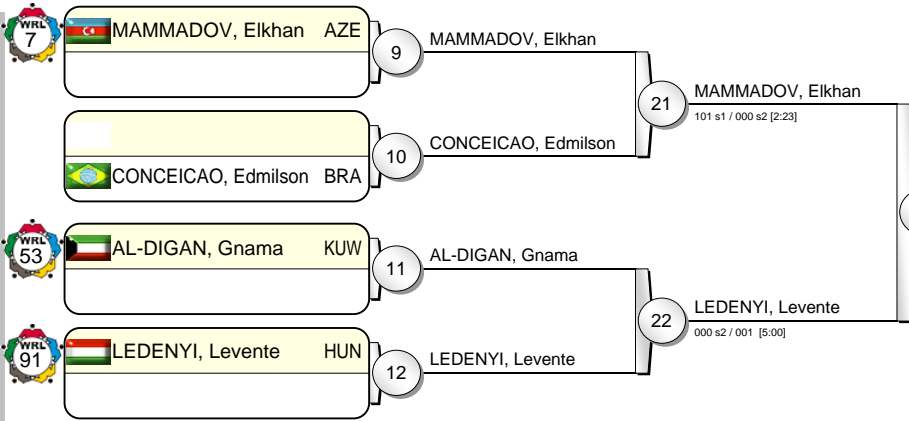 WRL
7
MAMMADOV, Elkhan AZE
9
MAMMADOV, Elkhan
21
MAMMADOV, Elkhan
101 s1 / 000 s2 [2:23]
10
CONCEICAO, Edmilson
CONCEICAO, Edmilson BRA
WRL
53
AL-DIGAN, Gnama KUW
11
AL-DIGAN, Gnama
22
LEDENYI, Levente
000 s2 / 001 [5:00]
WRL
91
LEDENYI, Levente HUN
12
LEDENYI, Levente